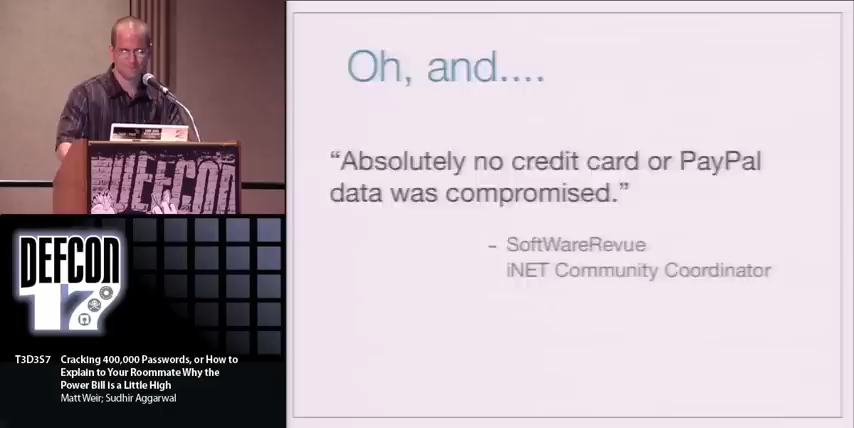 Oh, and....
“Absolutely no credit card or PayPal
data was compromised.”
- SoftWareRevue
iNET Community Coordinator
DEFCON
DEFCON
17
T3D3S7 Cracking 400,000 Passwords, or How to
Explain to Your Roommate Why the
Power Bill is a Little High
Matt Weir; Sudhir Aggarwal